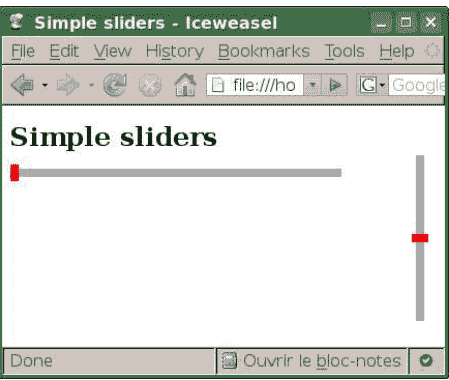 Simple sliders - Iceweasel
File Edit View History Bookmarks Tools Help
file:///ho G Google
Simple sliders
Done Ouvrir le bloc-notes